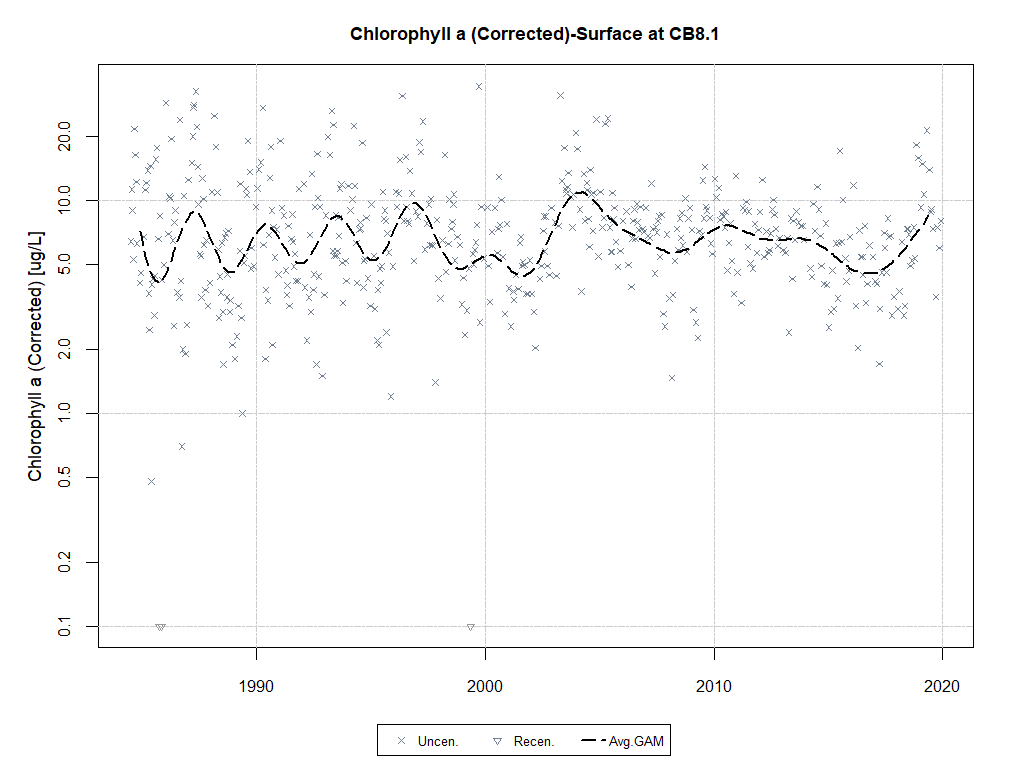 Chlorophyll a (Corrected)-Surface at CB8.1
Chlorophyll a (Corrected) [ug/L]
20.0
10.0
5.0
2.0
1.0
0.5
0.2
0.1
1990
2000
2010
2020
Uncen.
Recen.
Avg.GAM